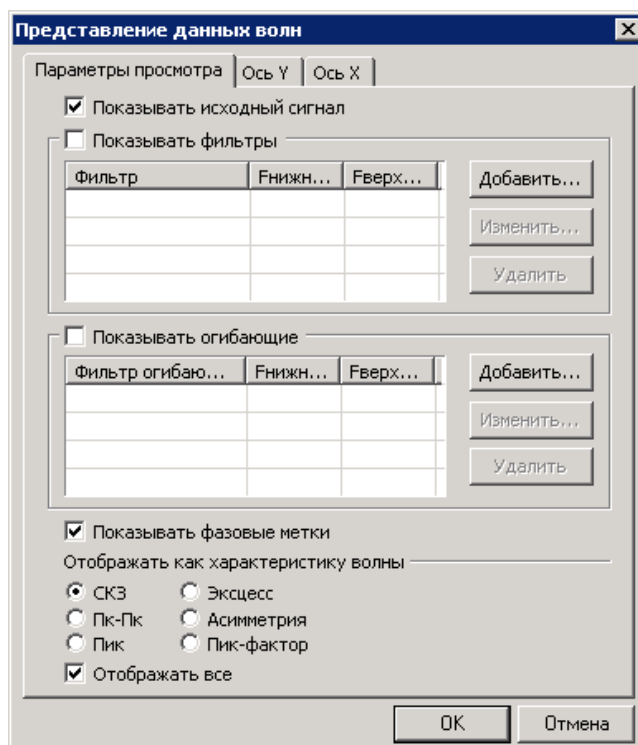 Представление данных волн
Параметры просмотра Ось Y Ось X
Показывать исходный сигнал
Показывать фильтры
Фильтр Fнижн... Fверх...
Добавить...
Изменить...
Удалить
Показывать огибающие
Фильтр огибаю... Fнижн... Fверх...
Добавить...
Изменить...
Удалить
Показывать фазовые метки
Отображать как характеристику волны
СКЗ Эксцесс
Пк-Пк Асимметрия
Пик Пик-фактор
Отображать все
OK Отмена